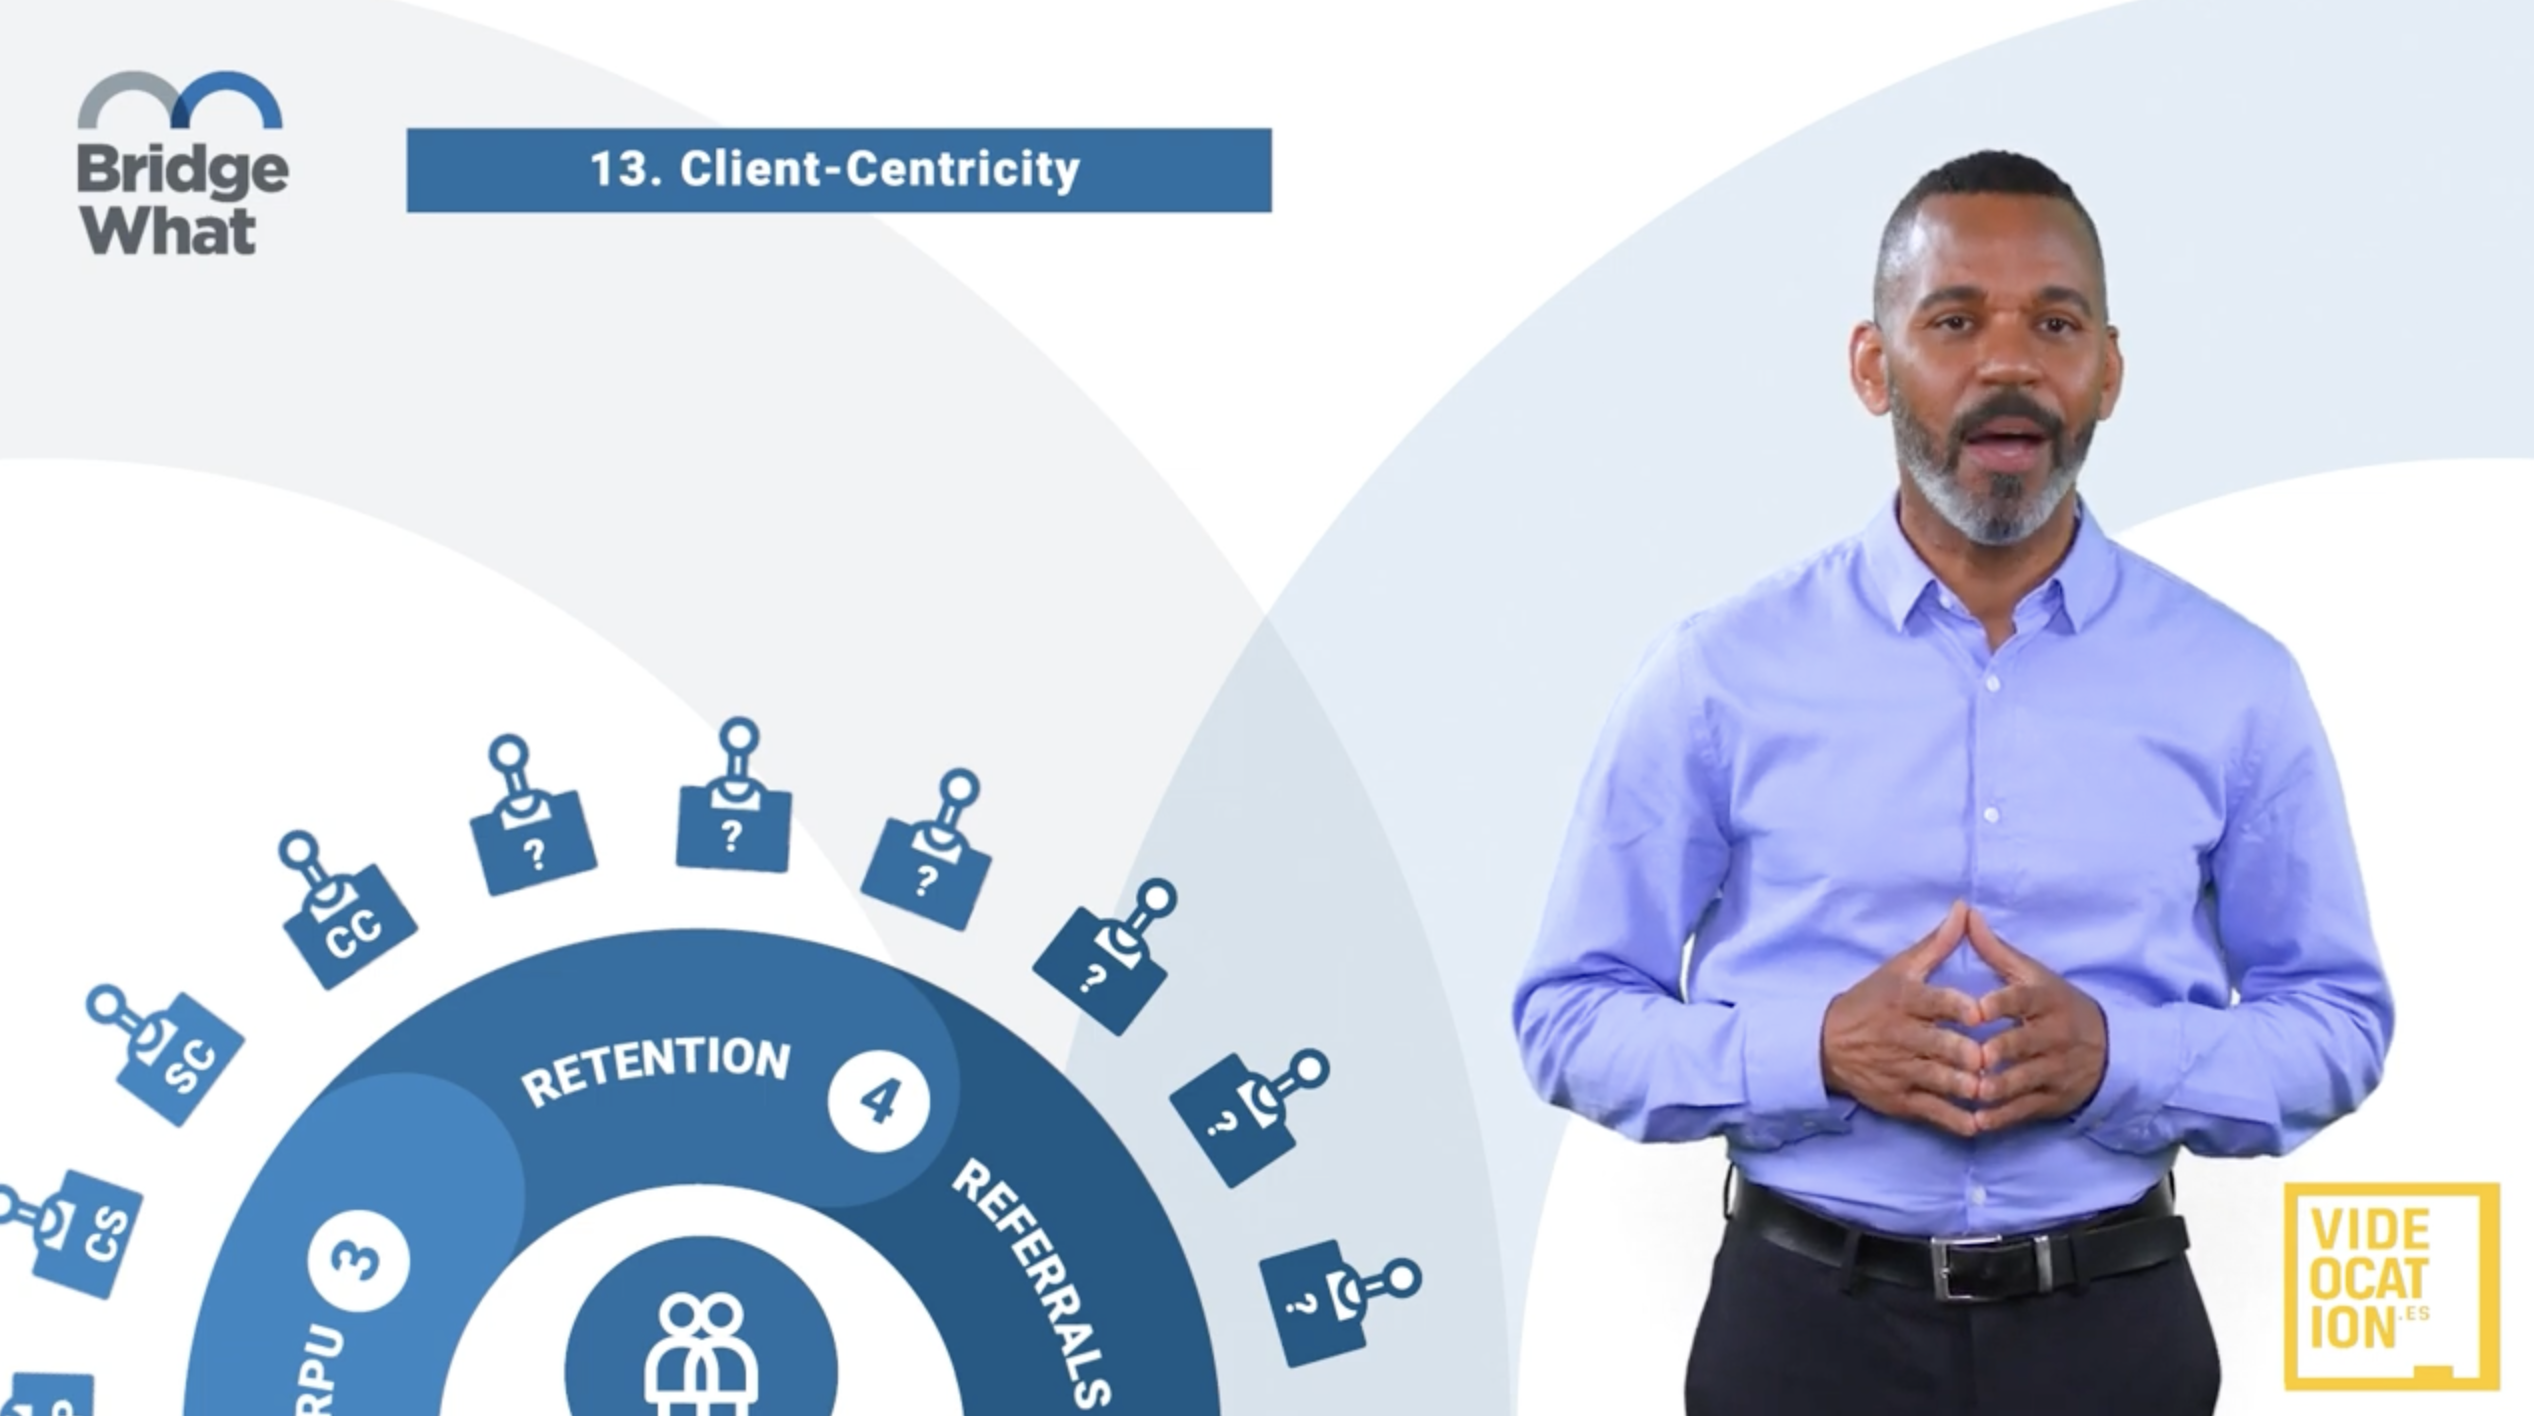 Bridge
What
13. Client-Centricity
?
?
?
CC
?
SC
?
CS
?
RETENTION
4
3
RPU
REFERRALS
VIDE
OCAT
ION.ES